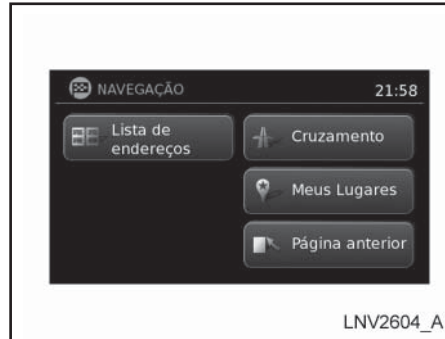 NAVEGAÇÃO 21:58
Lista de
endereços
Cruzamento
Meus Lugares
Página anterior
LNV2604_A